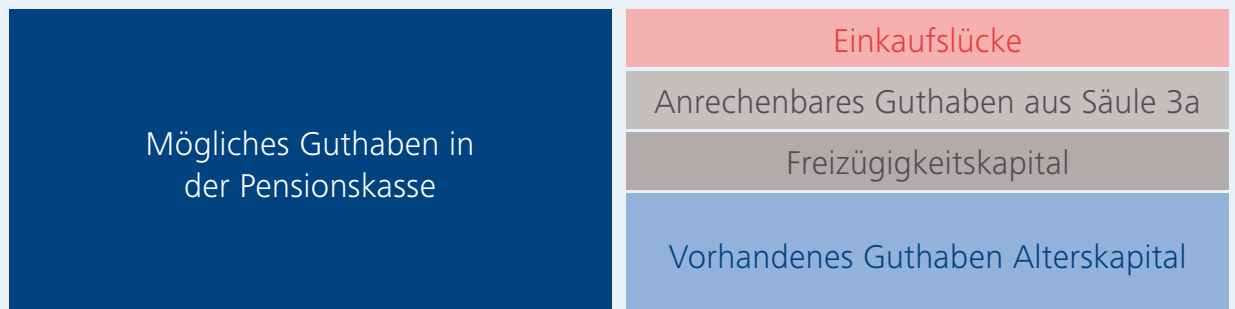 Mögliches Guthaben in
der Pensionskasse
Einkaufslücke
Anrechenbares Guthaben aus Säule 3a
Freizügigkeitskapital
Vorhandenes Guthaben Alterskapital